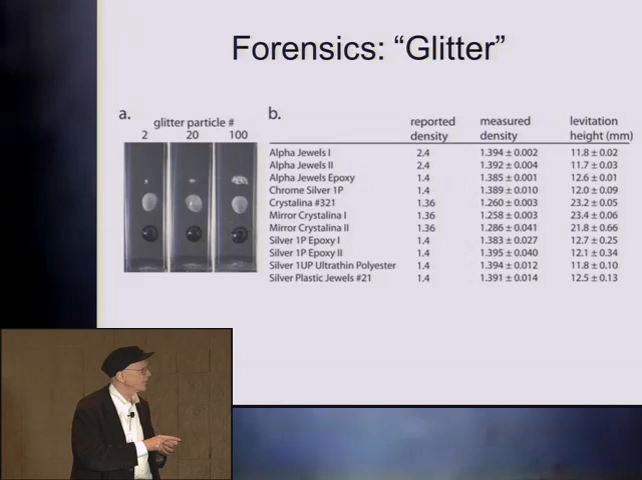 Forensics: “Glitter”
a.
glitter particle #
2 20 100
b.
reported density measured density levitation height (mm)
Alpha Jewels I 2.4 1.394 ± 0.002 11.8 ± 0.02
Alpha Jewels II 2.4 1.392 ± 0.004 11.7 ± 0.03
Alpha Jewels Epoxy 1.4 1.385 ± 0.001 12.6 ± 0.01
Chrome Silver 1P 1.4 1.389 ± 0.010 12.0 ± 0.09
Crystalina #321 1.36 1.260 ± 0.003 23.2 ± 0.05
Mirror Crystalina I 1.36 1.258 ± 0.003 23.4 ± 0.06
Mirror Crystalina II 1.36 1.286 ± 0.041 21.8 ± 0.66
Silver 1P Epoxy I 1.4 1.383 ± 0.027 12.7 ± 0.25
Silver 1P Epoxy II 1.4 1.395 ± 0.040 12.1 ± 0.34
Silver 1UP Ultrathin Polyester 1.4 1.394 ± 0.012 11.8 ± 0.10
Silver Plastic Jewels #21 1.4 1.391 ± 0.014 12.5 ± 0.13